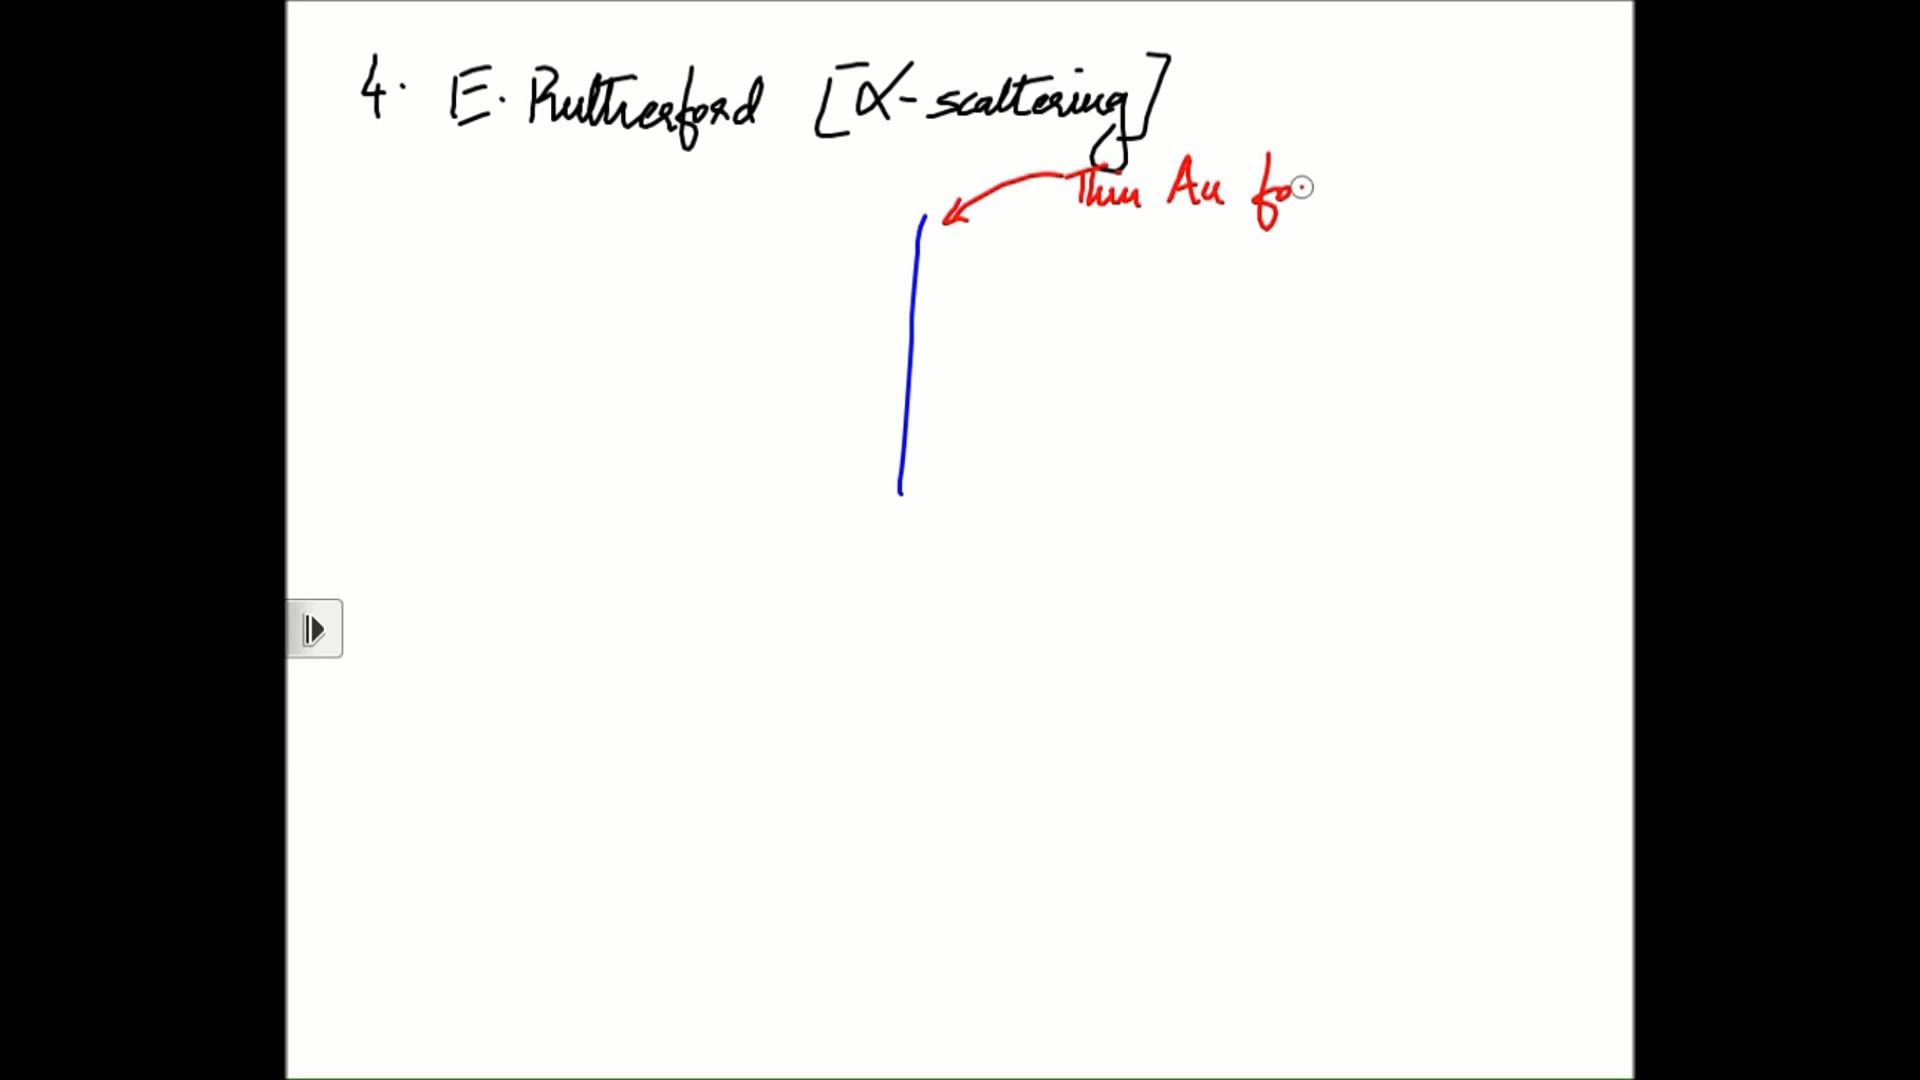 4. E. Rutherford [α-scattering]
Thin Au fo